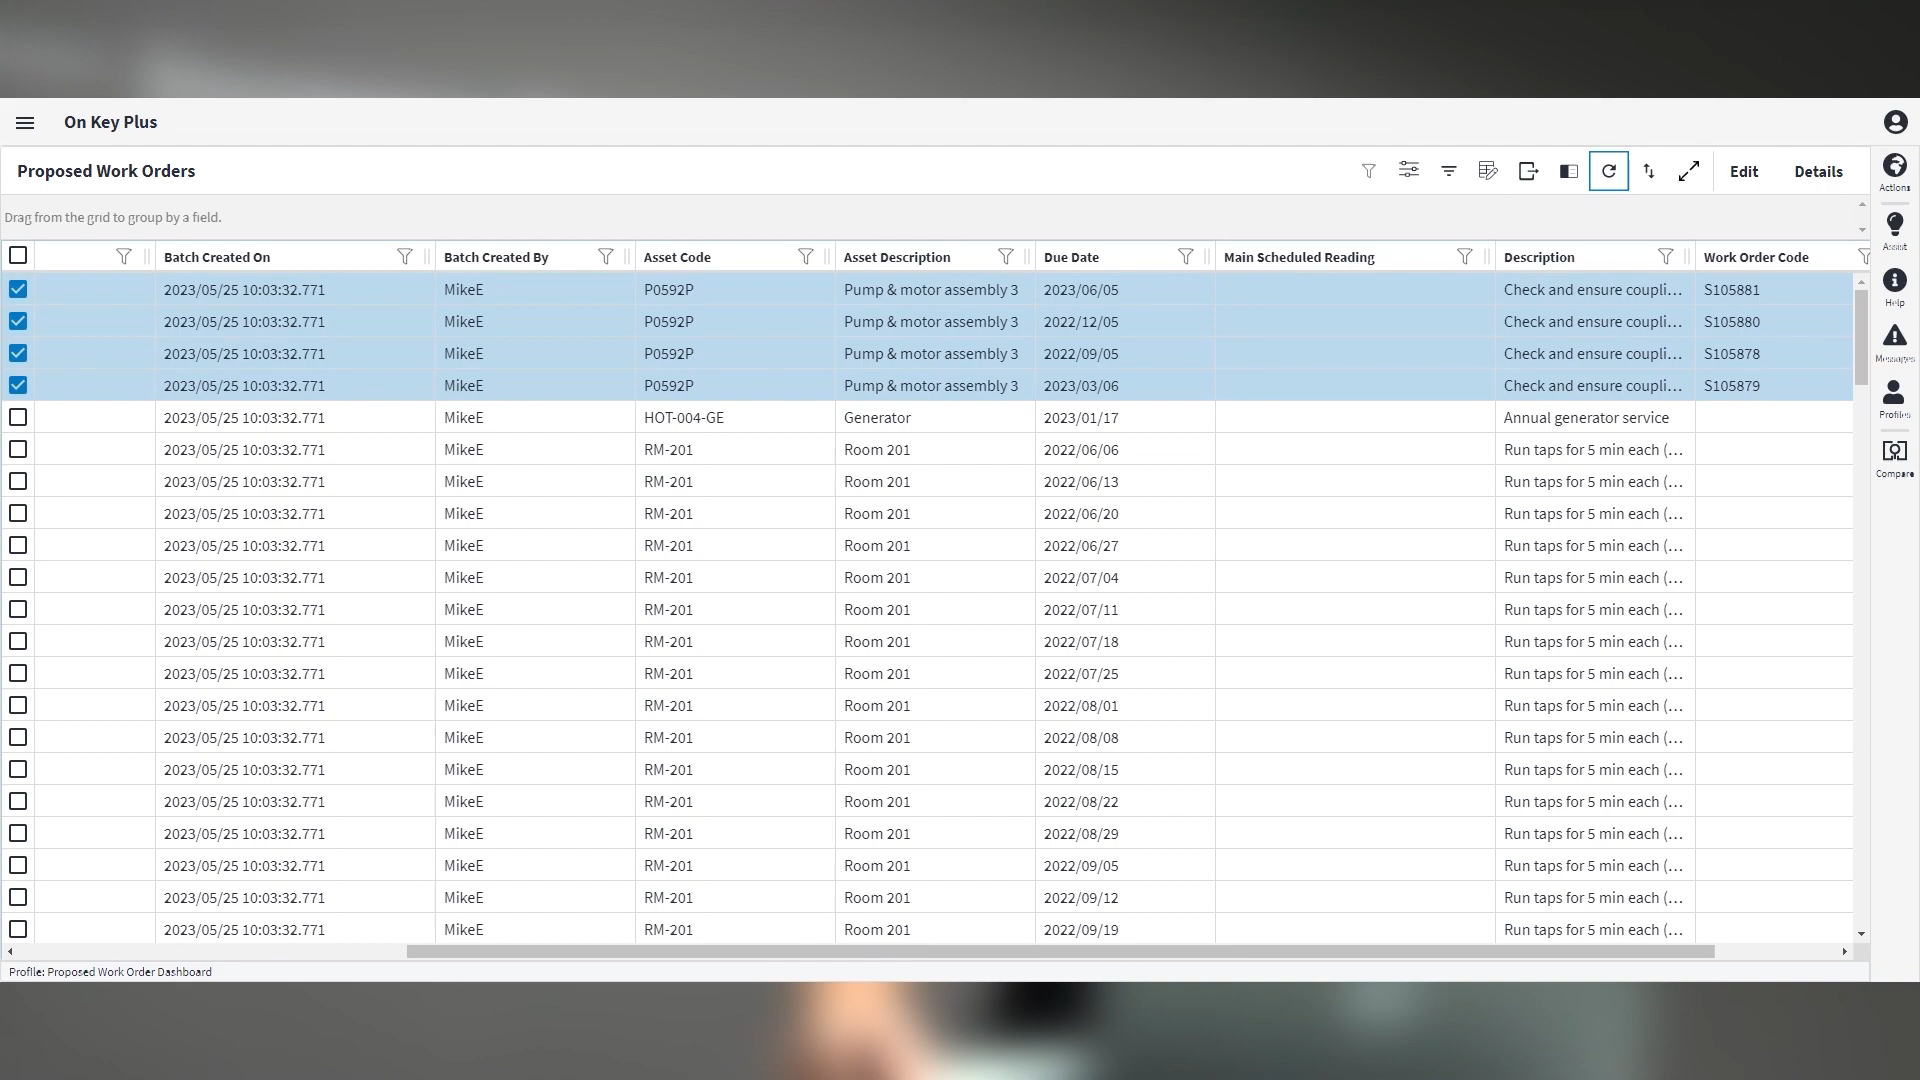 On Key Plus
Proposed Work Orders Edit Details
Actions
Drag from the grid to group by a field.
Assist
Batch Created On Batch Created By Asset Code Asset Description Due Date Main Scheduled Reading Description Work Order Code
2023/05/25 10:03:32.771 MikeE P0592P Pump & motor assembly 3 2023/06/05 Check and ensure coupli... S105881
Help
2023/05/25 10:03:32.771 MikeE P0592P Pump & motor assembly 3 2022/12/05 Check and ensure coupli... S105880
2023/05/25 10:03:32.771 MikeE P0592P Pump & motor assembly 3 2022/09/05 Check and ensure coupli... S105878
Messages
2023/05/25 10:03:32.771 MikeE P0592P Pump & motor assembly 3 2023/03/06 Check and ensure coupli... S105879
2023/05/25 10:03:32.771 MikeE HOT-004-GE Generator 2023/01/17 Annual generator service
Profiles
2023/05/25 10:03:32.771 MikeE RM-201 Room 201 2022/06/06 Run taps for 5 min each (...
Compare
2023/05/25 10:03:32.771 MikeE RM-201 Room 201 2022/06/13 Run taps for 5 min each (...
2023/05/25 10:03:32.771 MikeE RM-201 Room 201 2022/06/20 Run taps for 5 min each (...
2023/05/25 10:03:32.771 MikeE RM-201 Room 201 2022/06/27 Run taps for 5 min each (...
2023/05/25 10:03:32.771 MikeE RM-201 Room 201 2022/07/04 Run taps for 5 min each (...
2023/05/25 10:03:32.771 MikeE RM-201 Room 201 2022/07/11 Run taps for 5 min each (...
2023/05/25 10:03:32.771 MikeE RM-201 Room 201 2022/07/18 Run taps for 5 min each (...
2023/05/25 10:03:32.771 MikeE RM-201 Room 201 2022/07/25 Run taps for 5 min each (...
2023/05/25 10:03:32.771 MikeE RM-201 Room 201 2022/08/01 Run taps for 5 min each (...
2023/05/25 10:03:32.771 MikeE RM-201 Room 201 2022/08/08 Run taps for 5 min each (...
2023/05/25 10:03:32.771 MikeE RM-201 Room 201 2022/08/15 Run taps for 5 min each (...
2023/05/25 10:03:32.771 MikeE RM-201 Room 201 2022/08/22 Run taps for 5 min each (...
2023/05/25 10:03:32.771 MikeE RM-201 Room 201 2022/08/29 Run taps for 5 min each (...
2023/05/25 10:03:32.771 MikeE RM-201 Room 201 2022/09/05 Run taps for 5 min each (...
2023/05/25 10:03:32.771 MikeE RM-201 Room 201 2022/09/12 Run taps for 5 min each (...
2023/05/25 10:03:32.771 MikeE RM-201 Room 201 2022/09/19 Run taps for 5 min each (...
Profile: Proposed Work Order Dashboard